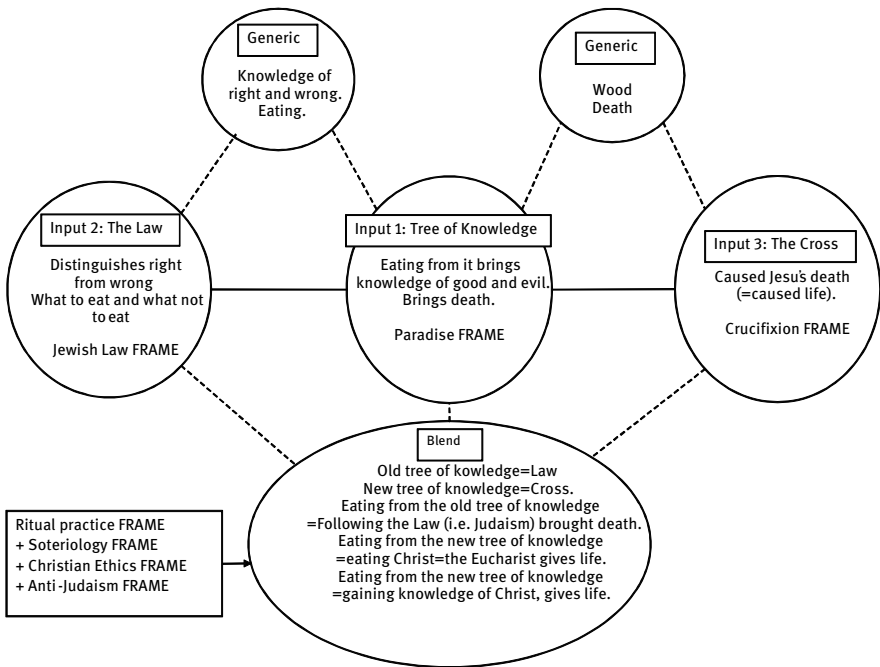 Generic
Knowledge of
right and wrong.
Eating.
Generic
Wood
Death
Input 2: The Law
Distinguishes right
from wrong
What to eat and what not
to eat
Jewish Law FRAME
Input 1: Tree of Knowledge
Eating from it brings
knowledge of good and evil.
Brings death.
Paradise FRAME
Input 3: The Cross
Caused Jesu's death
(=caused life).
Crucifixion FRAME
Blend
Old tree of kowledge=Law
New tree of knowledge=Cross.
Eating from the old tree of knowledge
=Following the Law (i.e. Judaism) brought death.
Eating from the new tree of knowledge
=eating Christ=the Eucharist gives life.
Eating from the new tree of knowledge
=gaining knowledge of Christ, gives life.
Ritual practice FRAME
+ Soteriology FRAME
+ Christian Ethics FRAME
+ Anti-Judaism FRAME